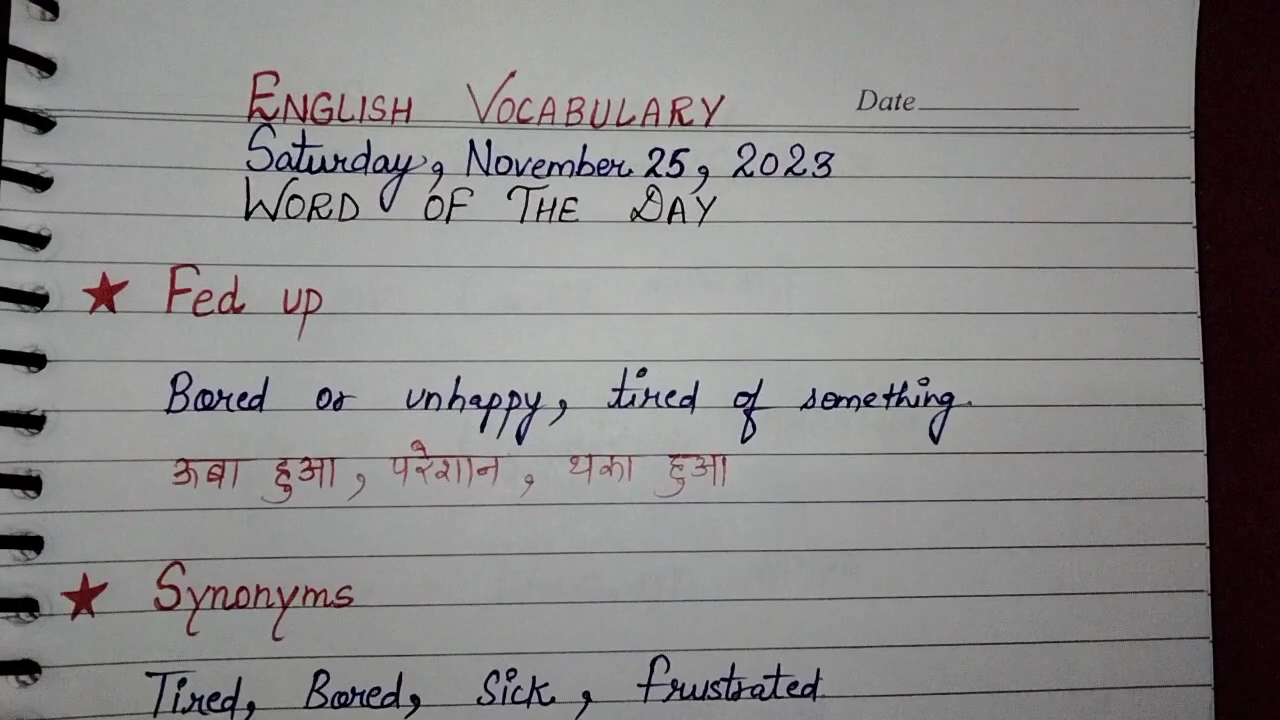 ENGLISH VOCABULARY
Date
Saturday, November 25, 2023
WORD OF THE DAY
★ Fed up
Bored or unhappy, tired of something.
ऊबा हुआ, परेशान, थका हुआ
★ Synonyms
Tired, Bored, Sick, frustrated